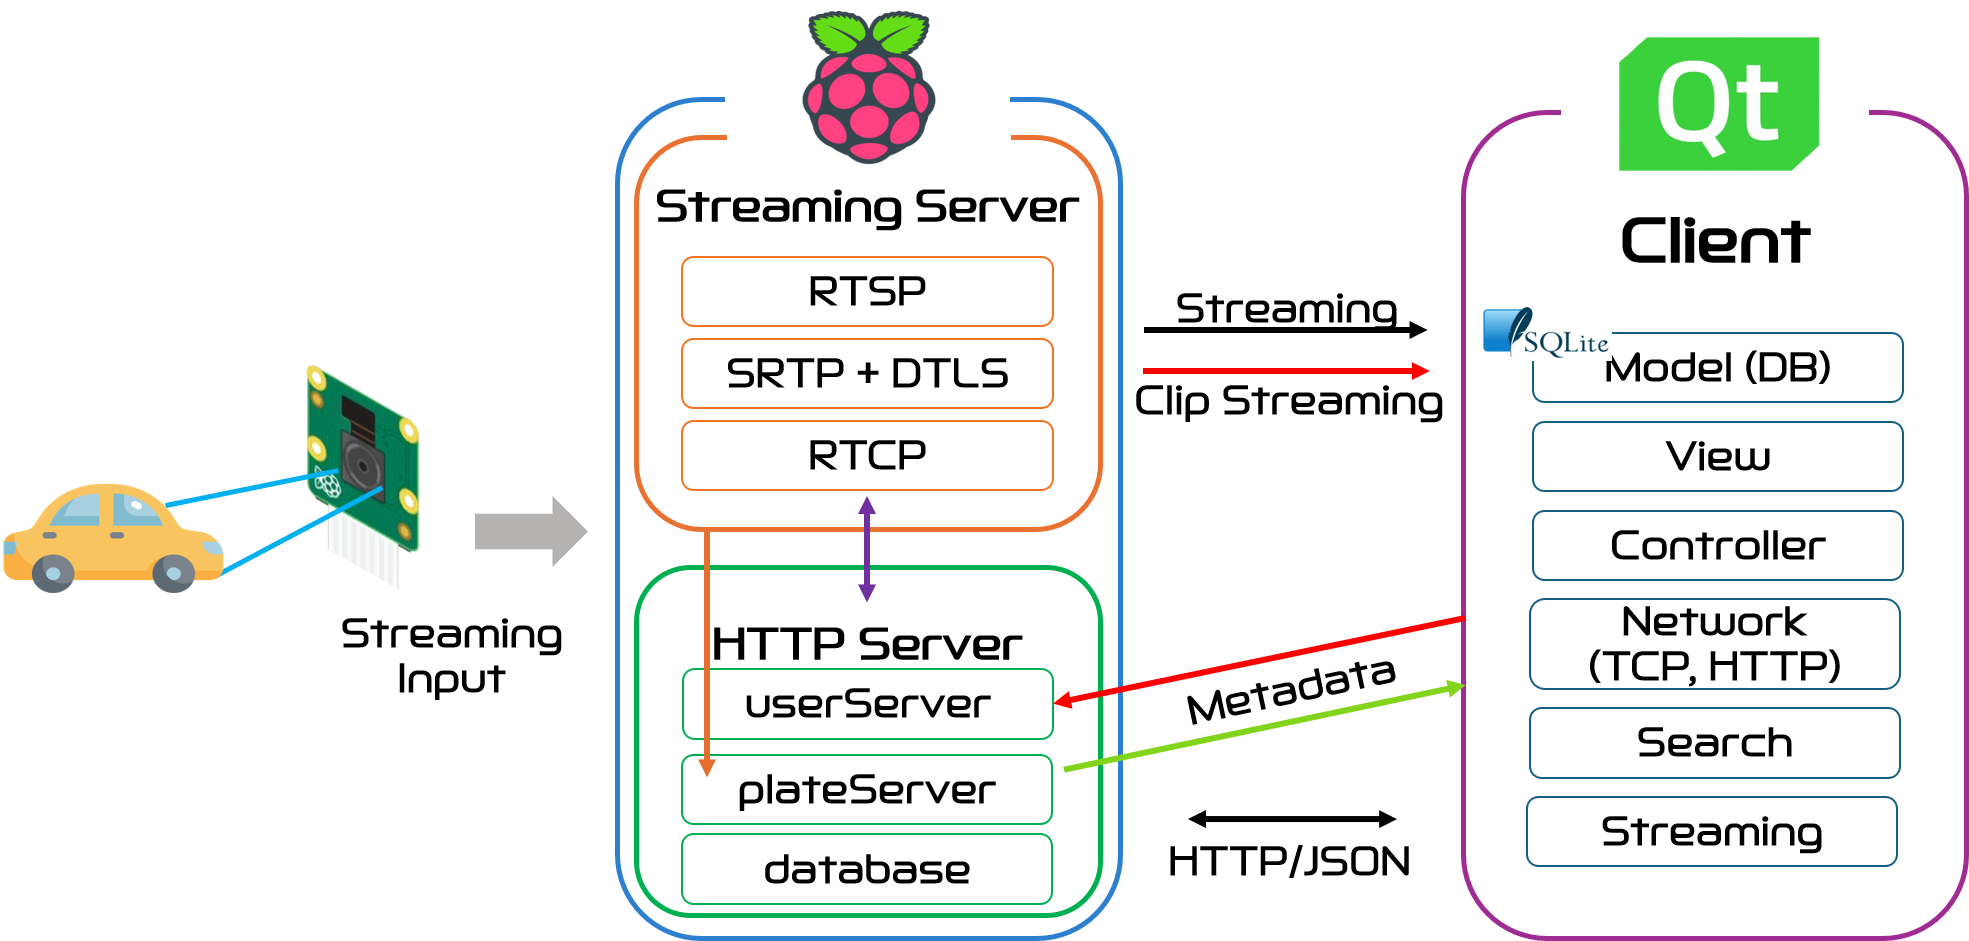 Streaming
Input
Streaming Server
RTSP
SRTP + DTLS
RTCP
HTTP Server
userServer
plateServer
database
Streaming
Clip Streaming
Metadata
HTTP/JSON
Qt
Client
SQLite
Model (DB)
View
Controller
Network
(TCP, HTTP)
Search
Streaming